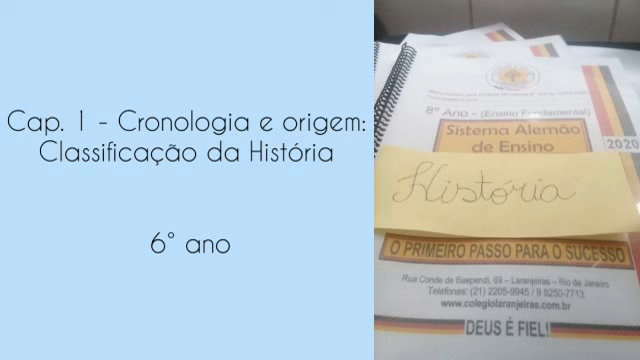 Cap. 1 - Cronologia e origem:
Classificação da História
6° ano
8º Ano - (Ensino Fundamental)
Sistema Alemão
de Ensino
2020
História
O PRIMEIRO PASSO PARA O SUCESSO
Rua Conde de Baependi, 69 – Laranjeiras – Rio de Janeiro
Telefones: (21) 2205-9945 / 9 8250-7713
www.colegiolaranjeiras.com.br
DEUS É FIEL!